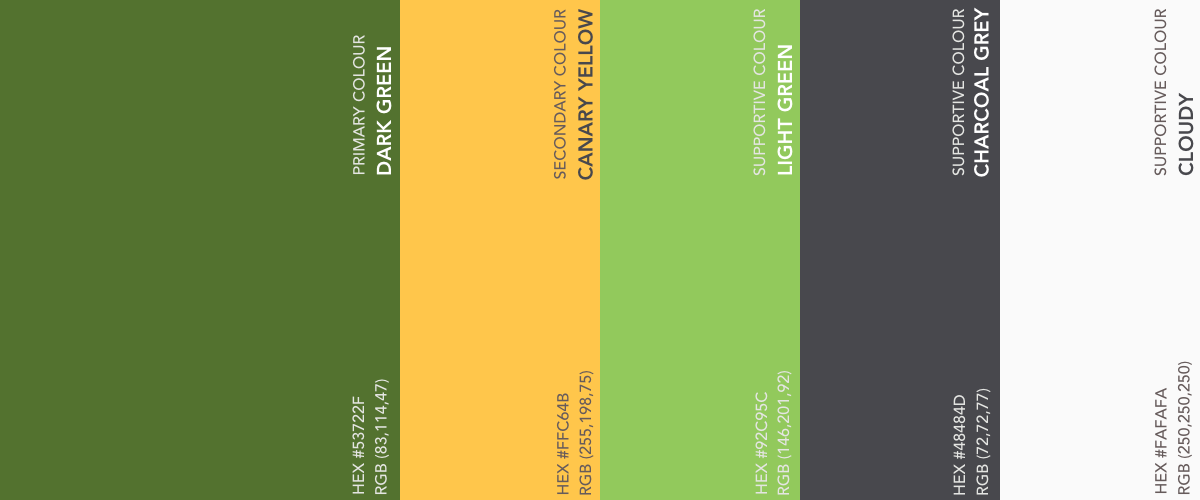 PRIMARY COLOUR
DARK GREEN
HEX #53722F
RGB (83,114,47)
SECONDARY COLOUR
CANARY YELLOW
HEX #FFC64B
RGB (255,198,75)
SUPPORTIVE COLOUR
LIGHT GREEN
HEX #92C95C
RGB (146,201,92)
SUPPORTIVE COLOUR
CHARCOAL GREY
HEX #48484D
RGB (72,72,77)
SUPPORTIVE COLOUR
CLOUDY
HEX #FAFAFA
RGB (250,250,250)